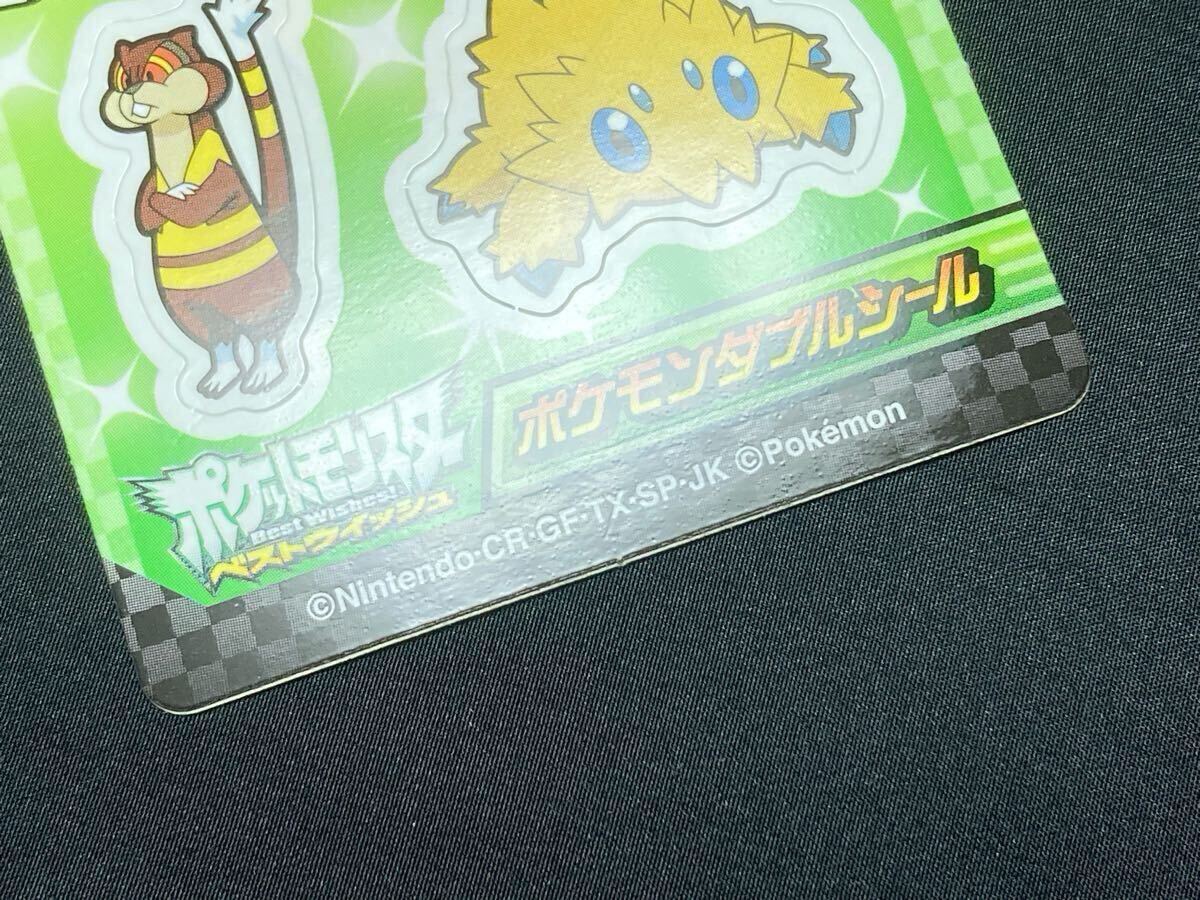 ポケモンダブルシール
ポケットモンスター
Best Wishes!
ベストウイッシュ
©Nintendo・CR・GF・TX・SP・JK ©Pokémon